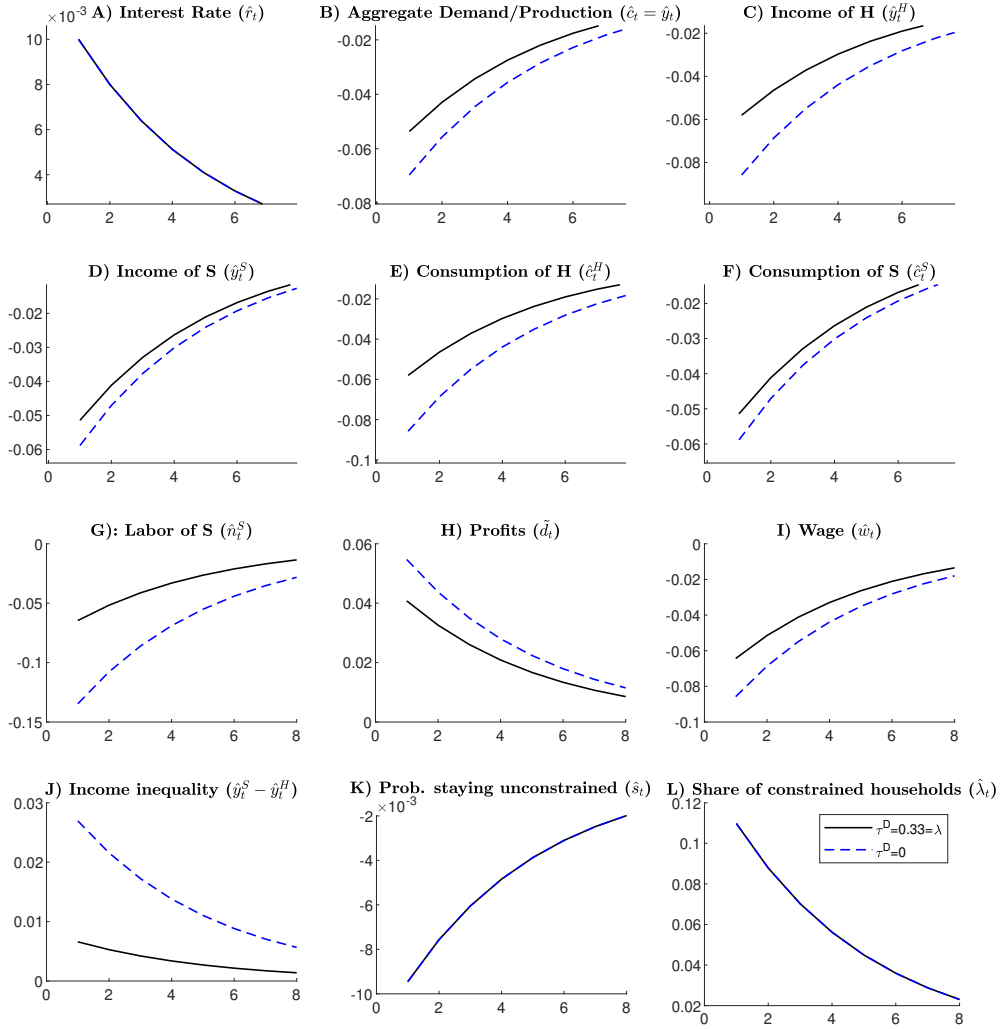 A) Interest Rate (r̂ₜ)
×10⁻³
10
8
6
4
0 2 4 6
B) Aggregate Demand/Production (ĉₜ = ŷₜ)
-0.02
-0.04
-0.06
-0.08
0 2 4 6
C) Income of H (ŷₜᴴ)
-0.02
-0.04
-0.06
-0.08
0 2 4 6
D) Income of S (ŷₜˢ)
-0.02
-0.03
-0.04
-0.05
-0.06
0 2 4 6 8
E) Consumption of H (ĉₜᴴ)
-0.02
-0.04
-0.06
-0.08
-0.1
0 2 4 6
F) Consumption of S (ĉₜˢ)
-0.02
-0.03
-0.04
-0.05
-0.06
0 2 4 6
G): Labor of S (n̂ₜˢ)
0
-0.05
-0.1
-0.15
0 2 4 6 8
H) Profits (d̃ₜ)
0.06
0.04
0.02
0
0 2 4 6 8
I) Wage (ŵₜ)
0
-0.02
-0.04
-0.06
-0.08
-0.1
0 2 4 6 8
J) Income inequality (ŷₜˢ − ŷₜᴴ)
0.03
0.02
0.01
0
0 2 4 6 8
K) Prob. staying unconstrained (ŝₜ)
×10⁻³
-2
-4
-6
-8
-10
0 2 4 6 8
L) Share of constrained households (λ̂ₜ)
0.12
0.1
0.08
0.06
0.04
0.02
0 2 4 6 8
τᴰ=0.33=λ
τᴰ=0